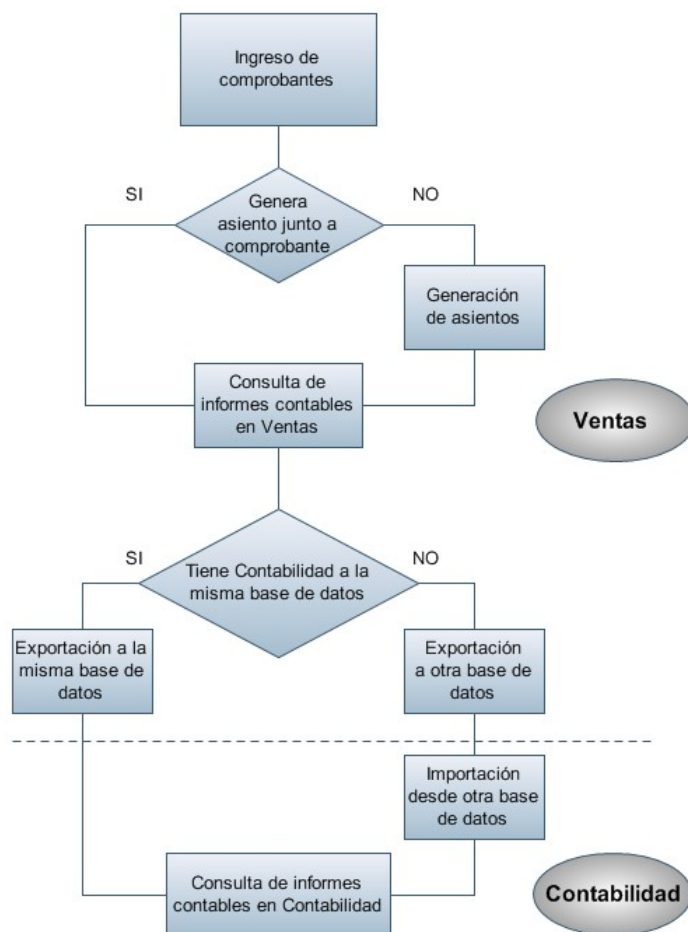 Ingreso de
comprobantes
SI
Genera
asiento junto a
comprobante
NO
Generación
de asientos
Consulta de
informes contables
en Ventas
Ventas
SI
NO
Tiene Contabilidad a la
misma base de datos
Exportación a la
misma base de
datos
Exportación
a otra base de
datos
Importación
desde otra base
de datos
Consulta de informes
contables en Contabilidad
Contabilidad